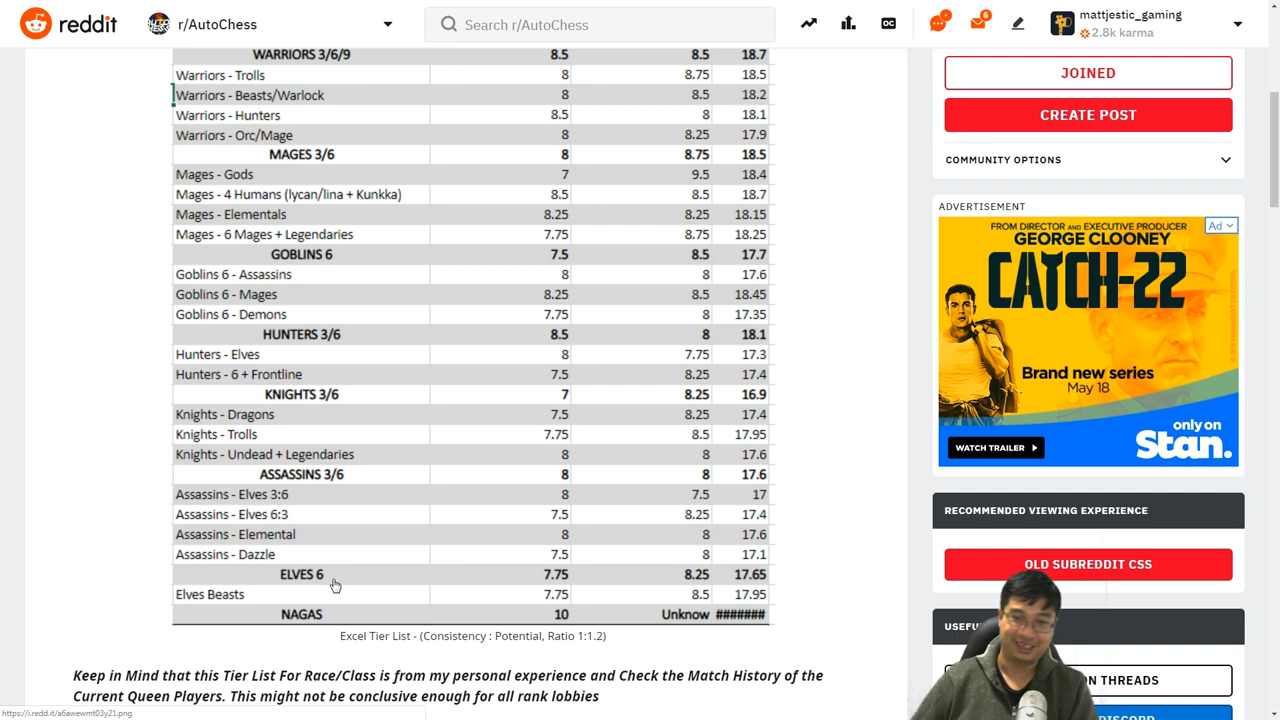 reddit r/AutoChess Search r/AutoChess OC 6 mattjestic_gaming
2.8k karma
WARRIORS 3/6/9 8.5 8.5 18.7
Warriors - Trolls 8 8.75 18.5
Warriors - Beasts/Warlock 8 8.5 18.2
Warriors - Hunters 8.5 8 18.1
Warriors - Orc/Mage 8 8.25 17.9
MAGES 3/6 8 8.75 18.5
Mages - Gods 7 9.5 18.4
Mages - 4 Humans (lycan/lina + Kunkka) 8.5 8.5 18.7
Mages - Elementals 8.25 8.25 18.15
Mages - 6 Mages + Legendaries 7.75 8.75 18.25
GOBLINS 6 7.5 8.5 17.7
Goblins 6 - Assassins 8 8 17.6
Goblins 6 - Mages 8.25 8.5 18.45
Goblins 6 - Demons 7.75 8 17.35
HUNTERS 3/6 8.5 8 18.1
Hunters - Elves 8 7.75 17.3
Hunters - 6 + Frontline 7.5 8.25 17.4
KNIGHTS 3/6 7 8.25 16.9
Knights - Dragons 7.5 8.25 17.4
Knights - Trolls 7.75 8.5 17.95
Knights - Undead + Legendaries 8 8 17.6
ASSASSINS 3/6 8 8 17.6
Assassins - Elves 3:6 8 7.5 17
Assassins - Elves 6:3 7.5 8.25 17.4
Assassins - Elemental 8 8 17.6
Assassins - Dazzle 7.5 8 17.1
ELVES 6 7.75 8.25 17.65
Elves Beasts 7.75 8.5 17.95
NAGAS 10 Unknow #######
Excel Tier List - (Consistency : Potential, Ratio 1:1.2)
Keep in Mind that this Tier List For Race/Class is from my personal experience and Check the Match History of the
Current Queen Players. This might not be conclusive enough for all rank lobbies
https://i.redd.it/a6awewmt03y21.png
JOINED
CREATE POST
COMMUNITY OPTIONS
ADVERTISEMENT
Ad
FROM DIRECTOR AND EXECUTIVE PRODUCER
GEORGE CLOONEY
CATCH-22
Brand new series
May 18
only on
Stan.
WATCH TRAILER
RECOMMENDED VIEWING EXPERIENCE
OLD SUBREDDIT CSS
USEFU
ON THREADS
DISCORD